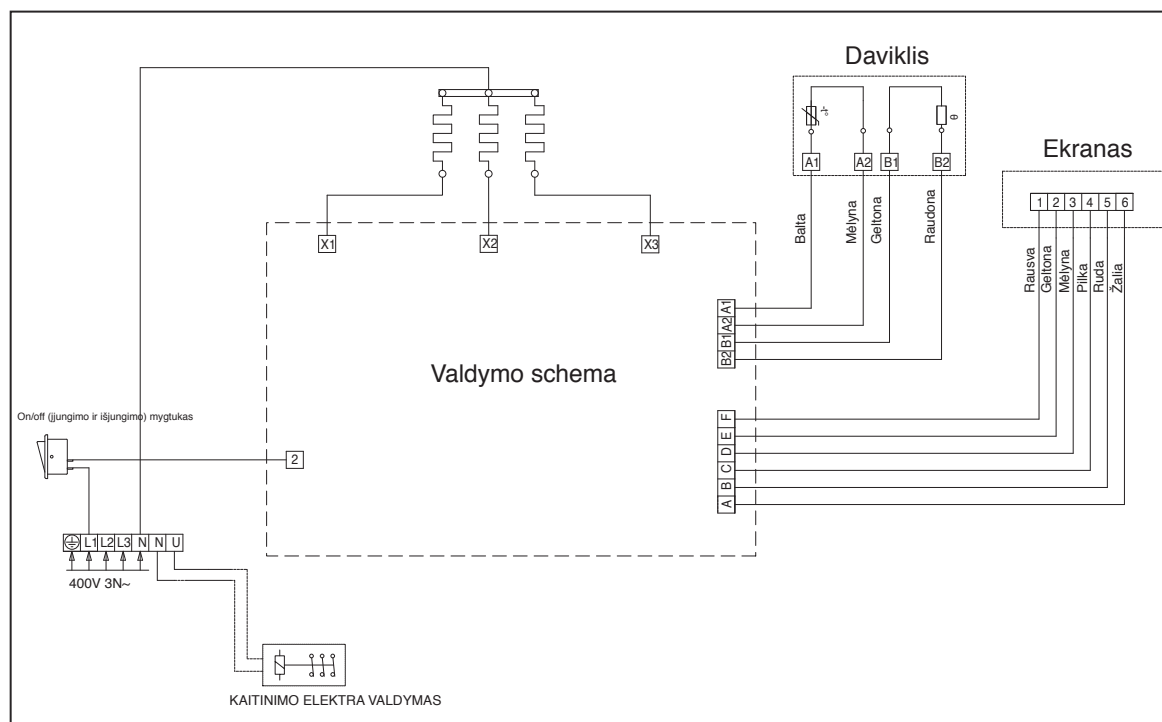 Daviklis
t°
θ
A1 A2 B1 B2
Ekranas
1 2 3 4 5 6
Balta
Mėlyna
Geltona
Raudona
Rausva
Geltona
Mėlyna
Pilka
Ruda
Žalia
X1 X2 X3
A1
A2
B1
B2
Valdymo schema
On/off (įjungimo ir išjungimo) mygtukas
2
F
E
D
C
B
A
L1 L2 L3 N N U
400V 3N~
KAITINIMO ELEKTRA VALDYMAS